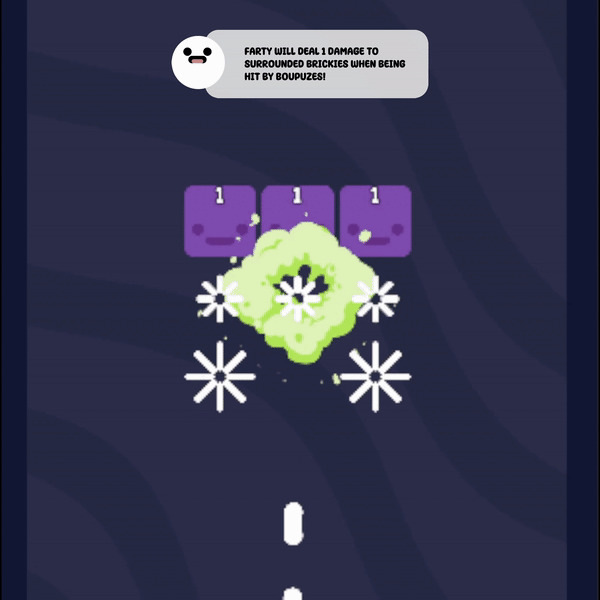 FARTY WILL DEAL 1 DAMAGE TO
SURROUNDED BRICKIES WHEN BEING
HIT BY BOUPUZES!
1 1 1